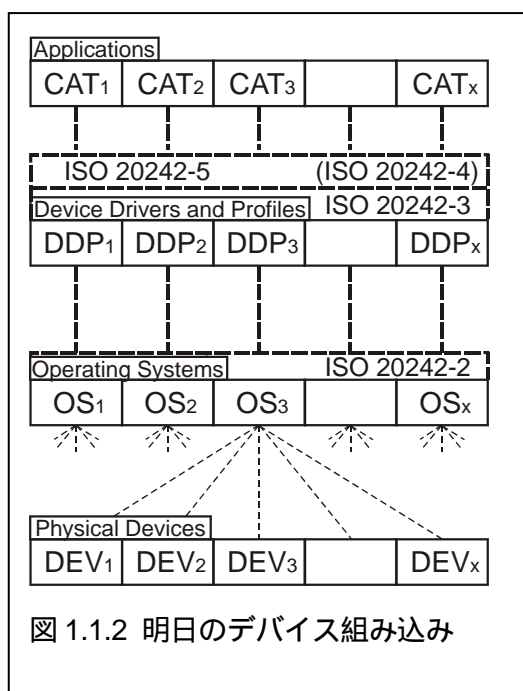 Applications
CAT1 CAT2 CAT3 CATx
ISO 20242-5 (ISO 20242-4)
Device Drivers and Profiles ISO 20242-3
DDP1 DDP2 DDP3 DDPx
Operating Systems ISO 20242-2
OS1 OS2 OS3 OSx
Physical Devices
DEV1 DEV2 DEV3 DEVx
図 1.1.2 明日のデバイス組み込み